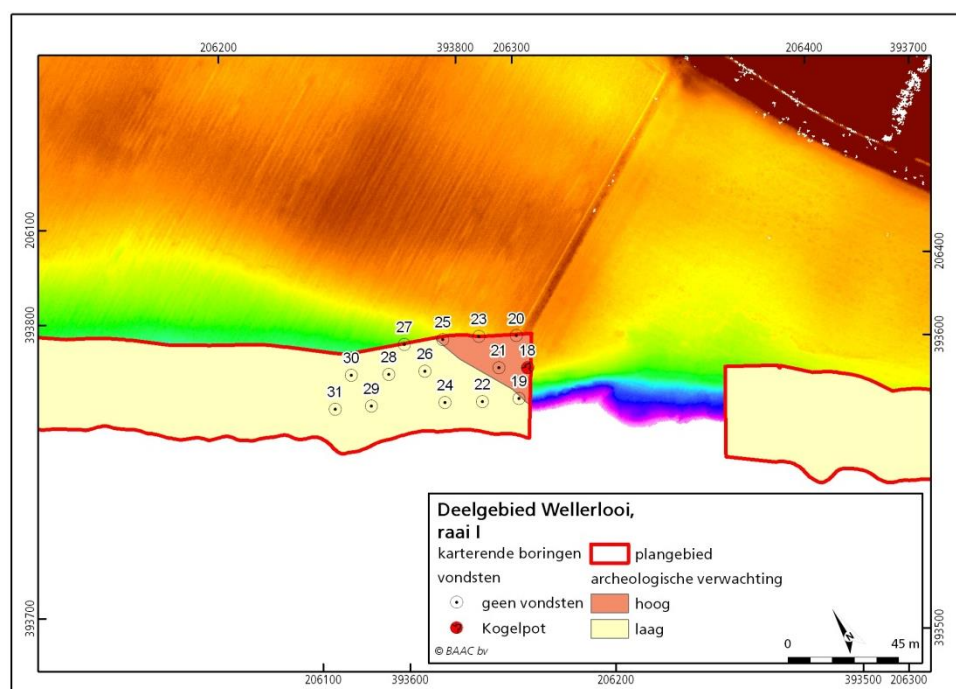 206200
393800
206300
206400
393700
206100
206400
393800
393600
27
25
23
20
21
18
30
28
26
31
29
24
22
19
Deelgebied Wellerlooi,
raai I
karterende boringen
plangebied
vondsten
archeologische verwachting
geen vondsten
hoog
Kogelpot
laag
N
0
45 m
© BAAC bv
393700
393500
206100
393600
206200
393500
206300